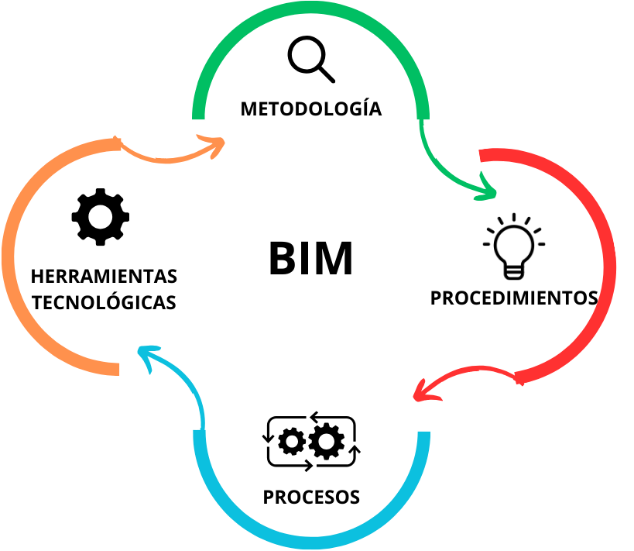 METODOLOGÍA
HERRAMIENTAS
TECNOLÓGICAS
BIM
PROCEDIMIENTOS
PROCESOS